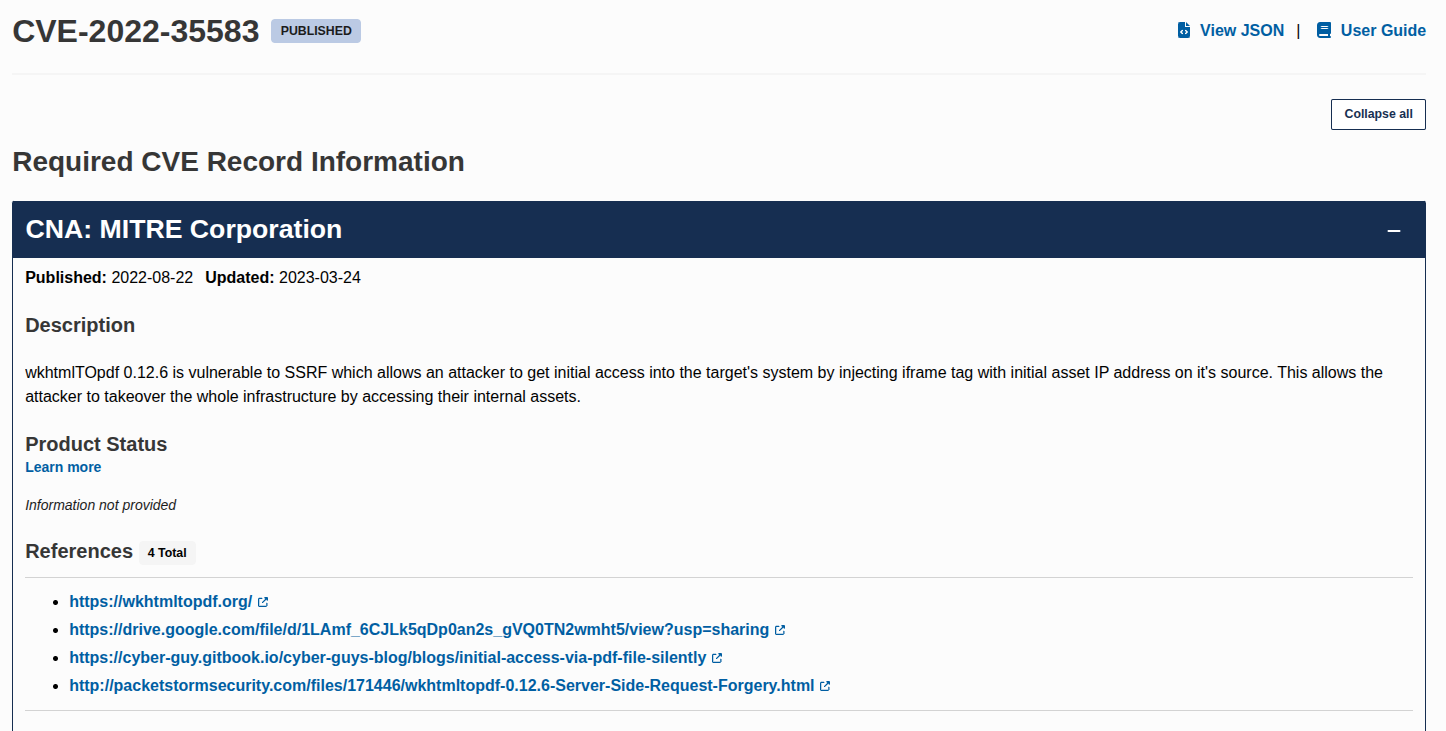 CVE-2022-35583 PUBLISHED View JSON | User Guide
Collapse all
Required CVE Record Information
CNA: MITRE Corporation
Published: 2022-08-22 Updated: 2023-03-24
Description
wkhtmlTOpdf 0.12.6 is vulnerable to SSRF which allows an attacker to get initial access into the target's system by injecting iframe tag with initial asset IP address on it's source. This allows the
attacker to takeover the whole infrastructure by accessing their internal assets.
Product Status
Learn more
Information not provided
References 4 Total
https://wkhtmltopdf.org/
https://drive.google.com/file/d/1LAmf_6CJLk5qDp0an2s_gVQ0TN2wmht5/view?usp=sharing
https://cyber-guy.gitbook.io/cyber-guys-blog/blogs/initial-access-via-pdf-file-silently
http://packetstormsecurity.com/files/171446/wkhtmltopdf-0.12.6-Server-Side-Request-Forgery.html